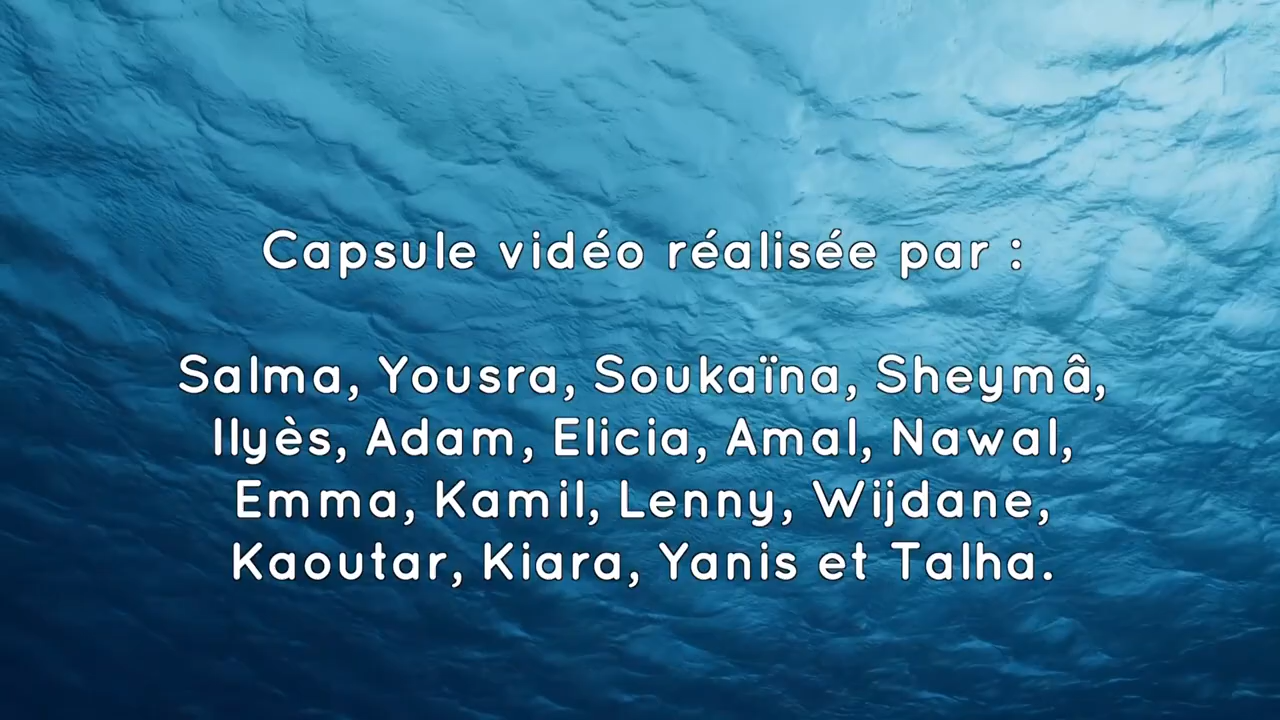 Capsule vidéo réalisée par :
Salma, Yousra, Soukaïna, Sheymâ,
Ilyès, Adam, Elicia, Amal, Nawal,
Emma, Kamil, Lenny, Wijdane,
Kaoutar, Kiara, Yanis et Talha.